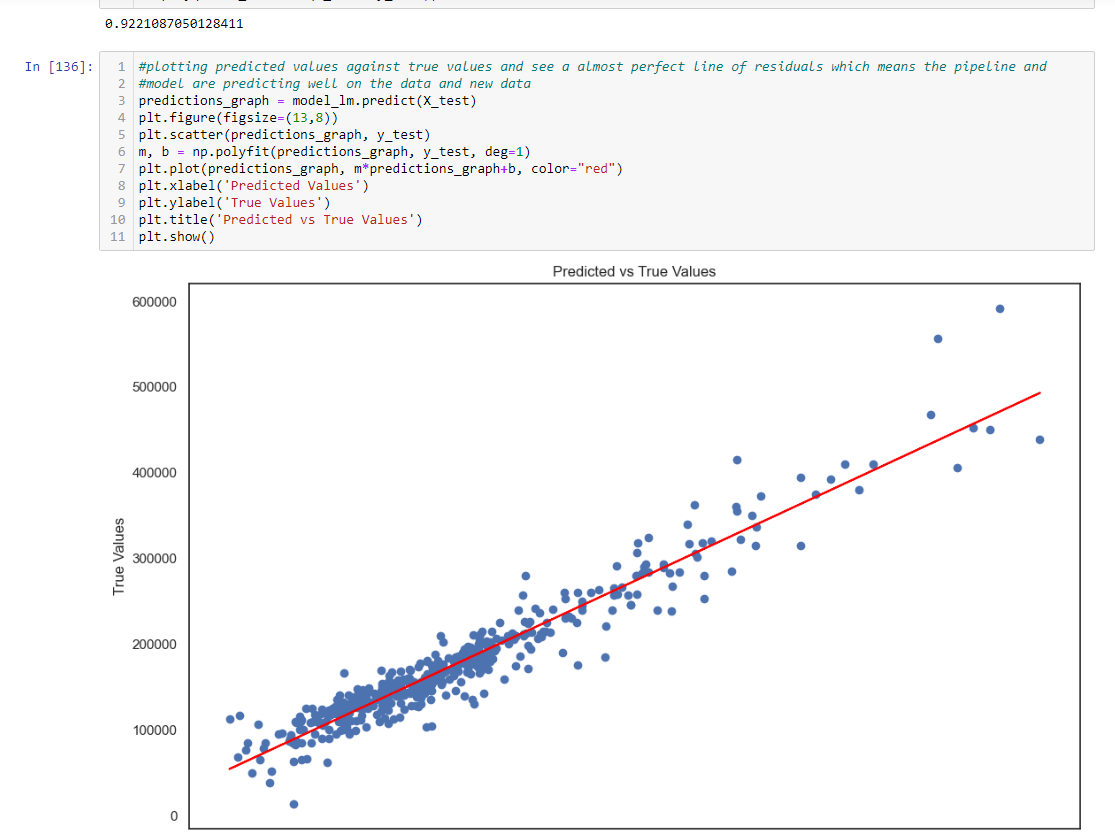 0.9221087050128411
In [136]:
1 #plotting predicted values against true values and see a almost perfect line of residuals which means the pipeline and
2 #model are predicting well on the data and new data
3 predictions_graph = model_lm.predict(X_test)
4 plt.figure(figsize=(13,8))
5 plt.scatter(predictions_graph, y_test)
6 m, b = np.polyfit(predictions_graph, y_test, deg=1)
7 plt.plot(predictions_graph, m*predictions_graph+b, color="red")
8 plt.xlabel('Predicted Values')
9 plt.ylabel('True Values')
10 plt.title('Predicted vs True Values')
11 plt.show()
Predicted vs True Values
600000
500000
400000
300000
200000
100000
0
True Values